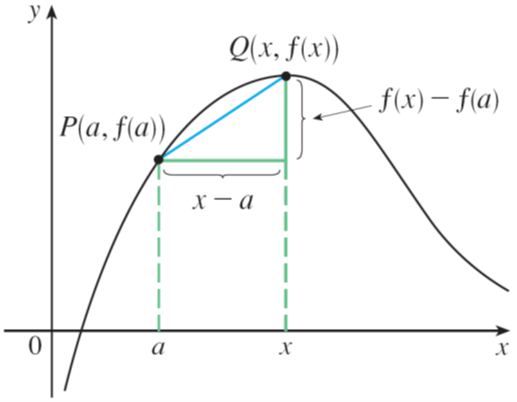 y
Q(x, f(x))
f(x) − f(a)
P(a, f(a))
x − a
0
a
x
x